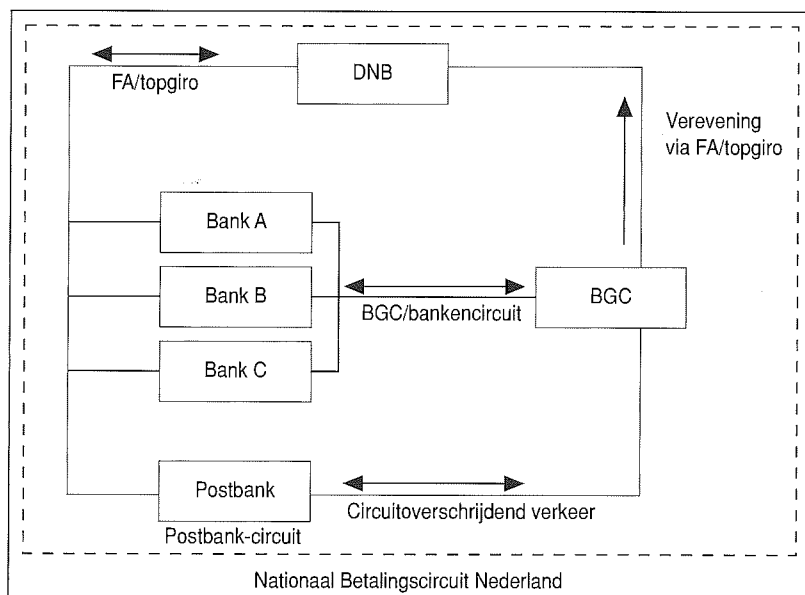 DNB
FA/topgiro
Verevening
via FA/topgiro
Bank A
Bank B
BGC
BGC/bankencircuit
Bank C
Postbank
Circuitoverschrijdend verkeer
Postbank-circuit
Nationaal Betalingscircuit Nederland